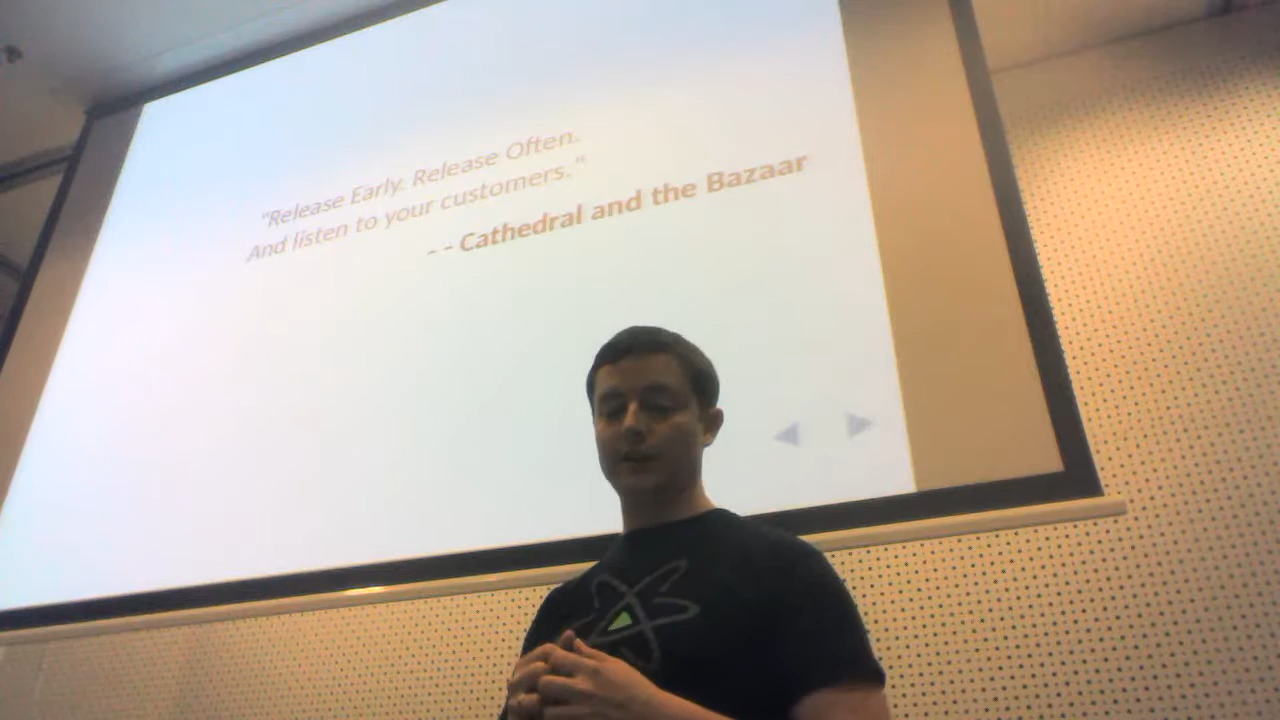 "Release Early. Release Often.
And listen to your customers."
- - Cathedral and the Bazaar